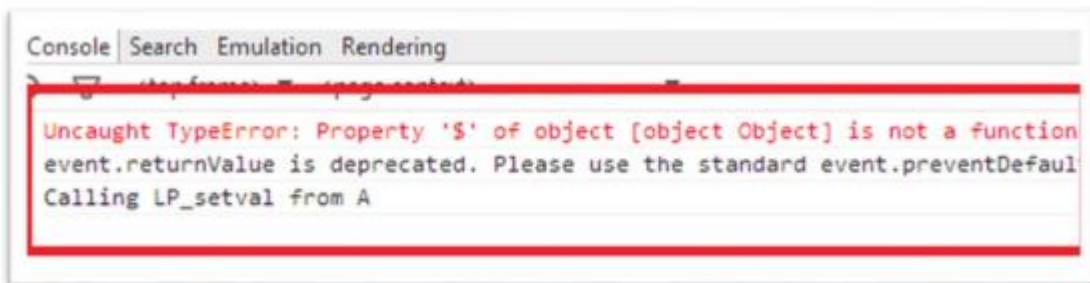 Console Search Emulation Rendering
Uncaught TypeError: Property '$' of object [object Object] is not a function
event.returnValue is deprecated. Please use the standard event.preventDefaul
Calling LP_setval from A